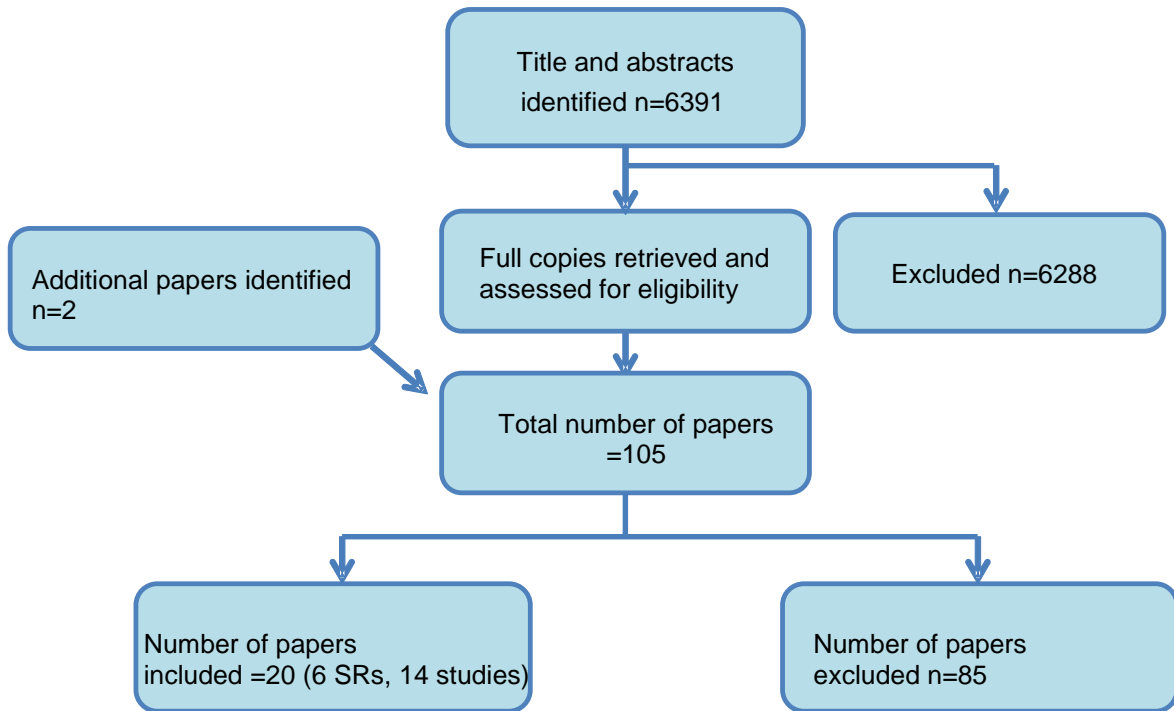 Title and abstracts
identified n=6391
Full copies retrieved and
assessed for eligibility
Excluded n=6288
Additional papers identified
n=2
Total number of papers
=105
Number of papers
included =20 (6 SRs, 14 studies)
Number of papers
excluded n=85